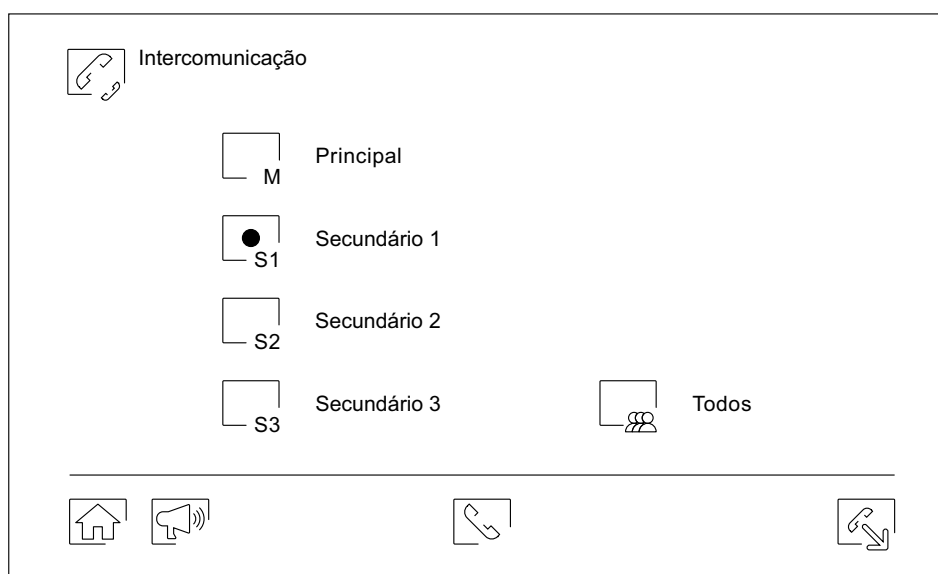 Intercomunicação
M Principal
S1 Secundário 1
S2 Secundário 2
S3 Secundário 3 Todos